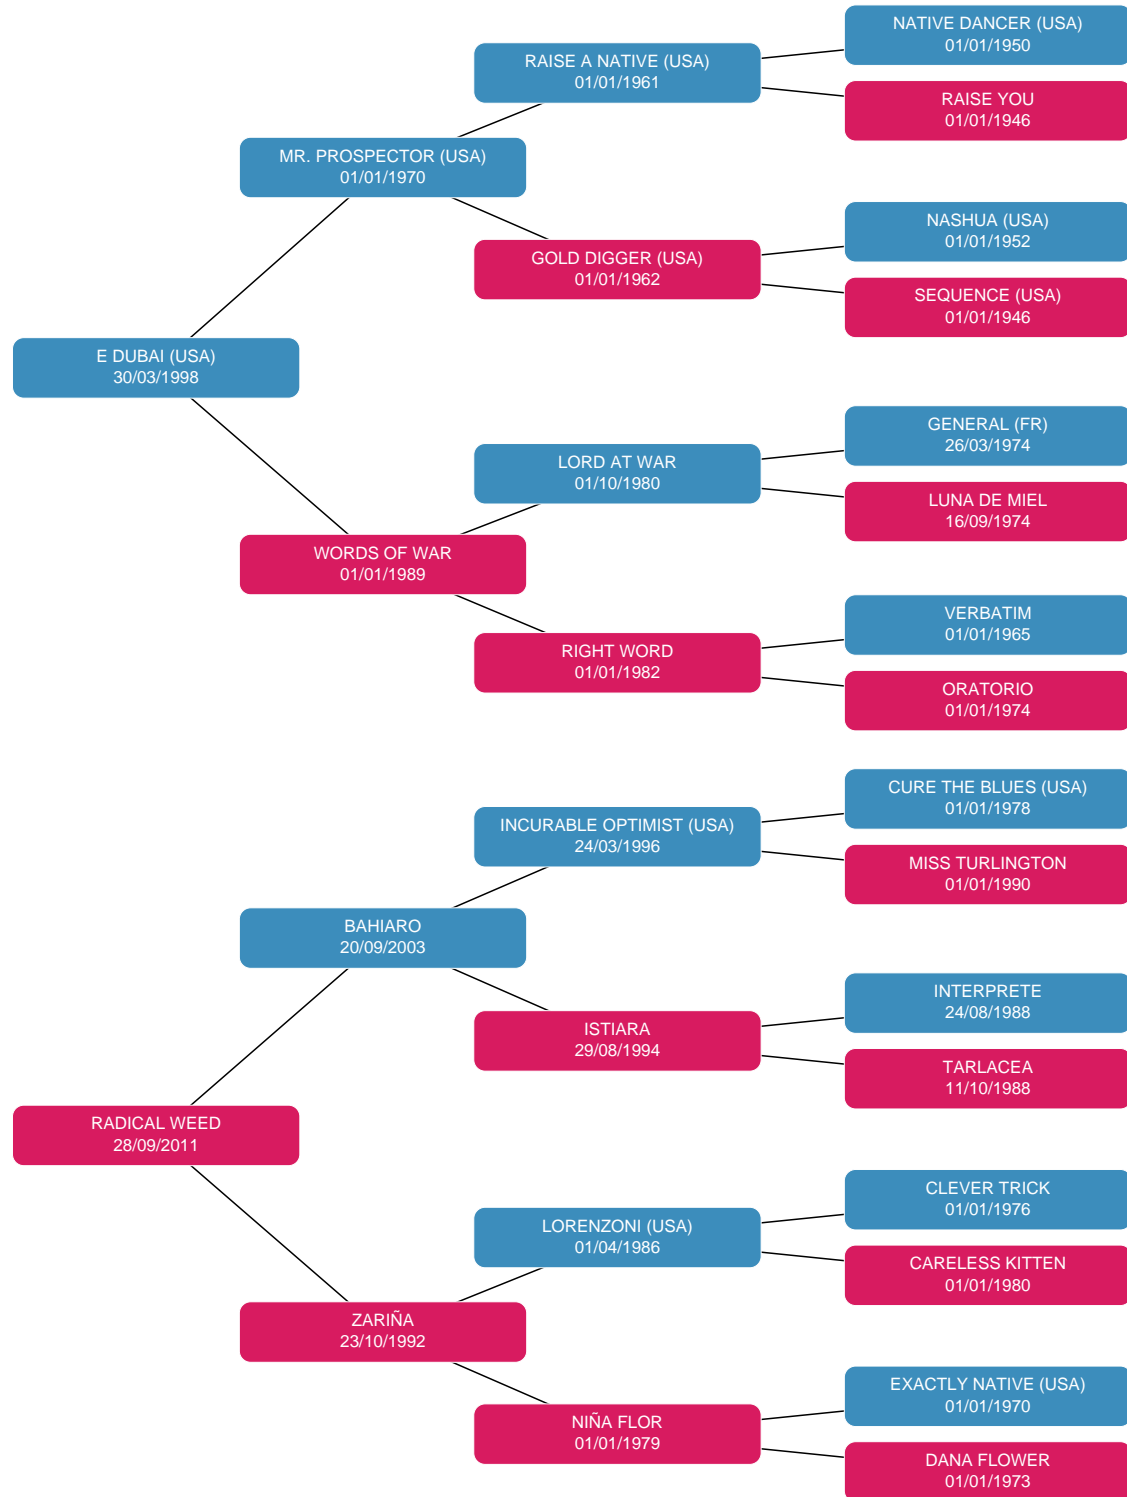 NATIVE DANCER (USA)
01/01/1950
RAISE A NATIVE (USA)
01/01/1961
RAISE YOU
01/01/1946
MR. PROSPECTOR (USA)
01/01/1970
NASHUA (USA)
01/01/1952
GOLD DIGGER (USA)
01/01/1962
SEQUENCE (USA)
01/01/1946
E DUBAI (USA)
30/03/1998
GENERAL (FR)
26/03/1974
LORD AT WAR
01/10/1980
LUNA DE MIEL
16/09/1974
WORDS OF WAR
01/01/1989
VERBATIM
01/01/1965
RIGHT WORD
01/01/1982
ORATORIO
01/01/1974
CURE THE BLUES (USA)
01/01/1978
INCURABLE OPTIMIST (USA)
24/03/1996
MISS TURLINGTON
01/01/1990
BAHIARO
20/09/2003
INTERPRETE
24/08/1988
ISTIARA
29/08/1994
TARLACEA
11/10/1988
RADICAL WEED
28/09/2011
CLEVER TRICK
01/01/1976
LORENZONI (USA)
01/04/1986
CARELESS KITTEN
01/01/1980
ZARIÑA
23/10/1992
EXACTLY NATIVE (USA)
01/01/1970
NIÑA FLOR
01/01/1979
DANA FLOWER
01/01/1973